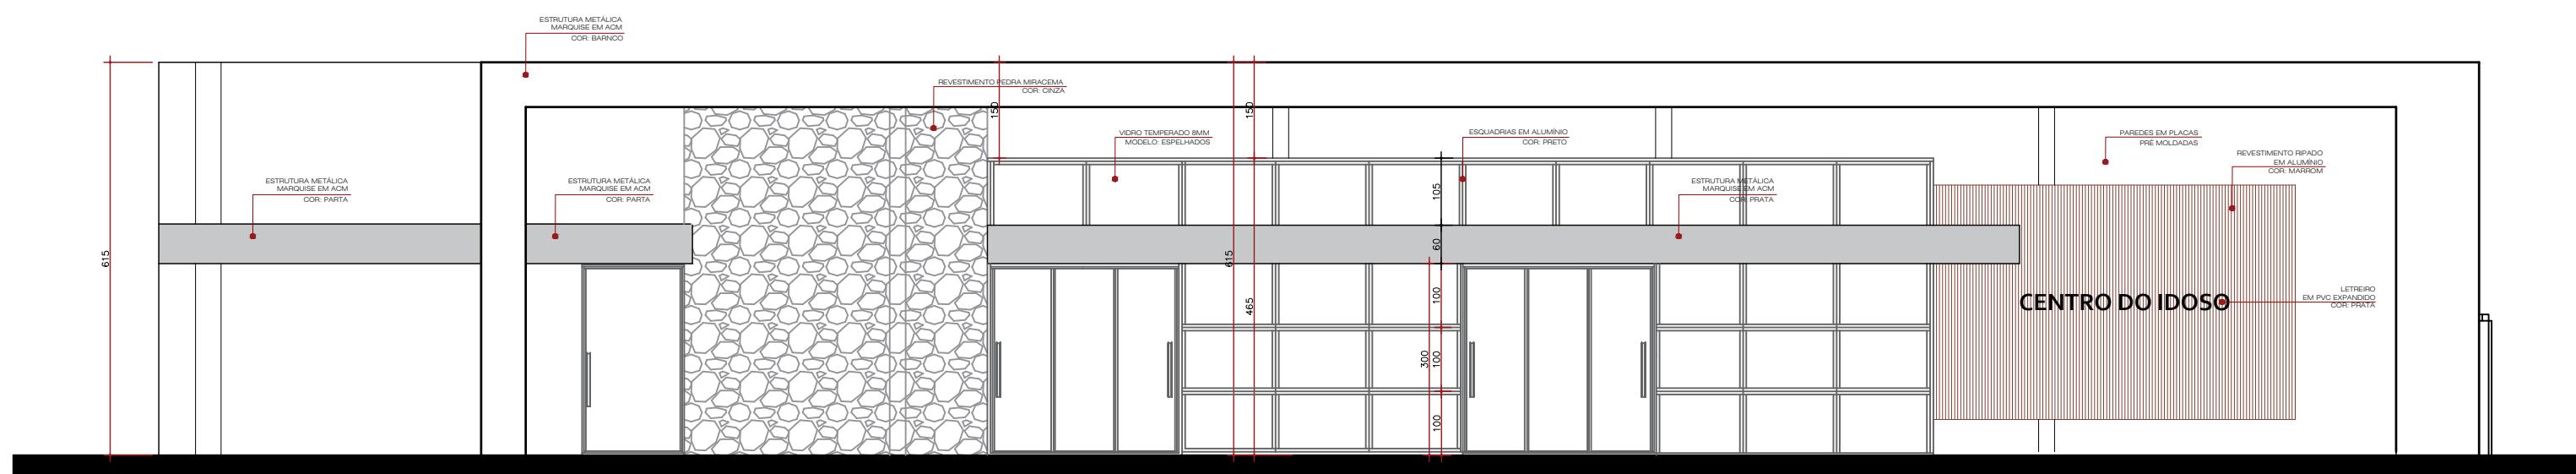 ESTRUTURA METÁLICA
MARQUISE EM ACM
COR: BARNCO
REVESTIMENTO PEDRA MIRACEMA
COR: CINZA
150
150
VIDRO TEMPERADO 8MM
MODELO: ESPELHADOS
ESQUADRIAS EM ALUMÍNIO
COR: PRETO
PAREDES EM PLACAS
PRÉ MOLDADAS
REVESTIMENTO RIPADO
EM ALUMÍNIO
COR: MARROM
ESTRUTURA METÁLICA
MARQUISE EM ACM
COR: PARTA
ESTRUTURA METÁLICA
MARQUISE EM ACM
COR: PARTA
ESTRUTURA METÁLICA
MARQUISE EM ACM
COR: PRATA
105
60
615
615
465
100
300
100
100
CENTRO DO IDOSO
LETREIRO
EM PVC EXPANDIDO
COR: PRATA